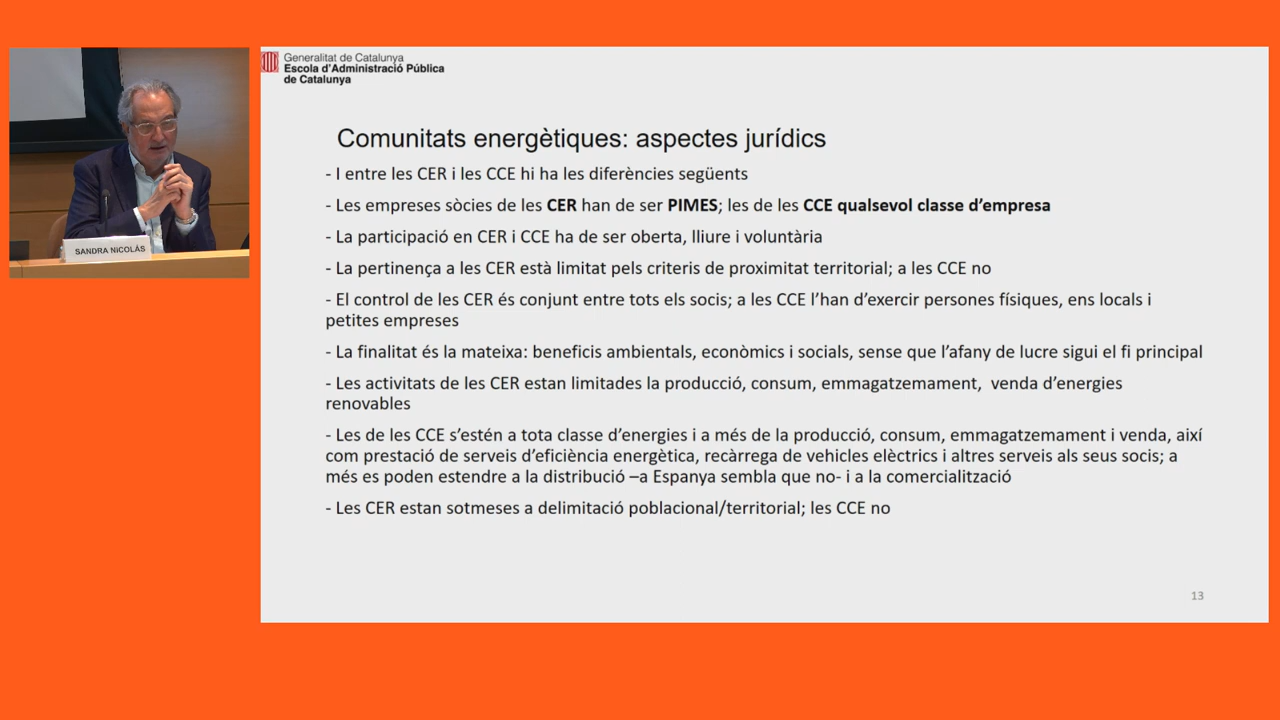 Generalitat de Catalunya
Escola d'Administració Pública
de Catalunya
SANDRA NICOLÁS
Comunitats energètiques: aspectes jurídics
- I entre les CER i les CCE hi ha les diferències següents
- Les empreses sòcies de les CER han de ser PIMES; les de les CCE qualsevol classe d’empresa
- La participació en CER i CCE ha de ser oberta, lliure i voluntària
- La pertinença a les CER està limitat pels criteris de proximitat territorial; a les CCE no
- El control de les CER és conjunt entre tots els socis; a les CCE l’han d’exercir persones físiques, ens locals i
petites empreses
- La finalitat és la mateixa: beneficis ambientals, econòmics i socials, sense que l’afany de lucre sigui el fi principal
- Les activitats de les CER estan limitades la producció, consum, emmagatzemament,  venda d’energies
renovables
- Les de les CCE s’estén a tota classe d’energies i a més de la producció, consum, emmagatzemament i venda, així
com prestació de serveis d’eficiència energètica, recàrrega de vehicles elèctrics i altres serveis als seus socis; a
més es poden estendre a la distribució –a Espanya sembla que no- i a la comercialització
- Les CER estan sotmeses a delimitació poblacional/territorial; les CCE no
13